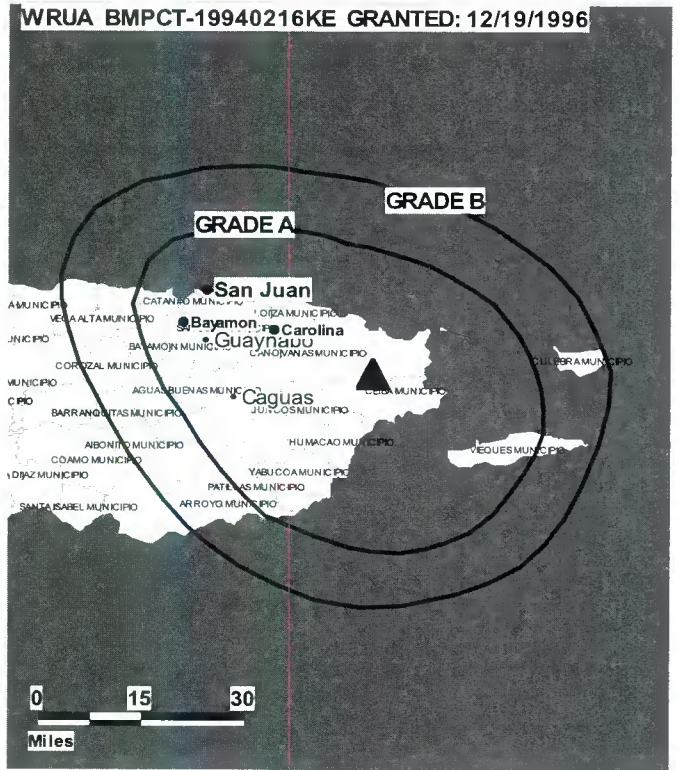 WRUA BMPCT-19940216KE GRANTED: 12/19/1996
GRADE B
GRADE A
San Juan
CATANO MUNICIPIO
LOIZA MUNICIPIO
VEGA ALTA MUNICIPIO
Bayamon
Carolina
Guaynabo
CANOVANAS MUNICIPIO
CULEBRA MUNICIPIO
COROZAL MUNICIPIO
AGUAS BUENAS MUNICIPIO
CEIBA MUNICIPIO
Caguas
BARRANQUITAS MUNICIPIO
JUNCOS MUNICIPIO
AIBONITO MUNICIPIO
HUMACAO MUNICIPIO
VIEQUES MUNICIPIO
COAMO MUNICIPIO
DIAZ MUNICIPIO
YABUCOA MUNICIPIO
PATILLAS MUNICIPIO
SANTA ISABEL MUNICIPIO
ARROYO MUNICIPIO
0 15 30
Miles